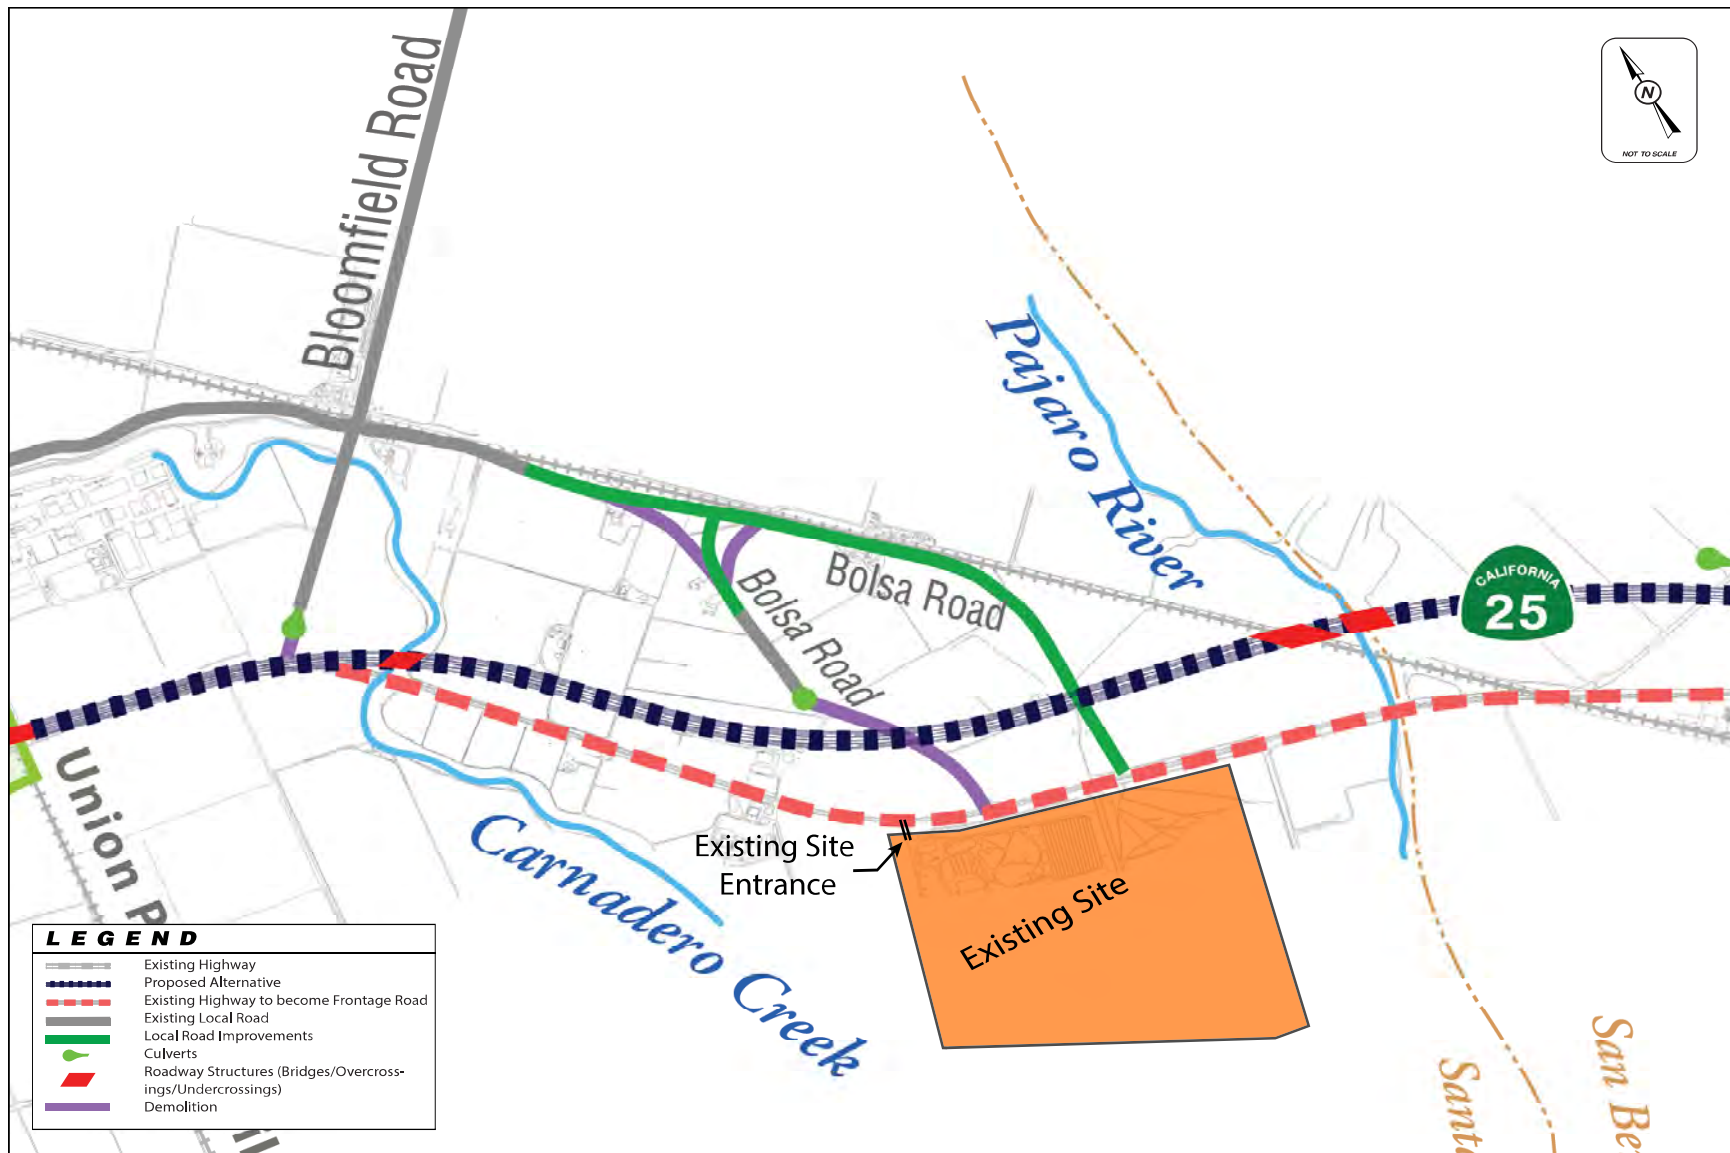 Bloomfield Road
N
NOT TO SCALE
Pajaro River
Bolsa Road
Bolsa Road
CALIFORNIA
25
Union P
il
Carnadero Creek
Existing Site
Entrance
Existing Site
San Be
Sant
LEGEND
Existing Highway
Proposed Alternative
Existing Highway to become Frontage Road
Existing Local Road
Local Road Improvements
Culverts
Roadway Structures (Bridges/Overcross-
ings/Undercrossings)
Demolition